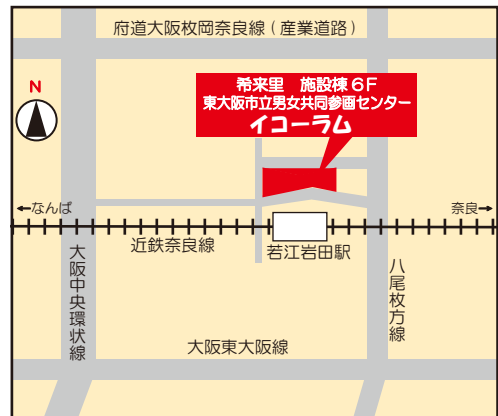 府道大阪枚岡奈良線(産業道路)
N
希来里 施設棟6F
東大阪市立男女共同参画センター
イコーラム
←なんば
奈良→
近鉄奈良線
若江岩田駅
大阪中央環状線
八尾枚方線
大阪東大阪線